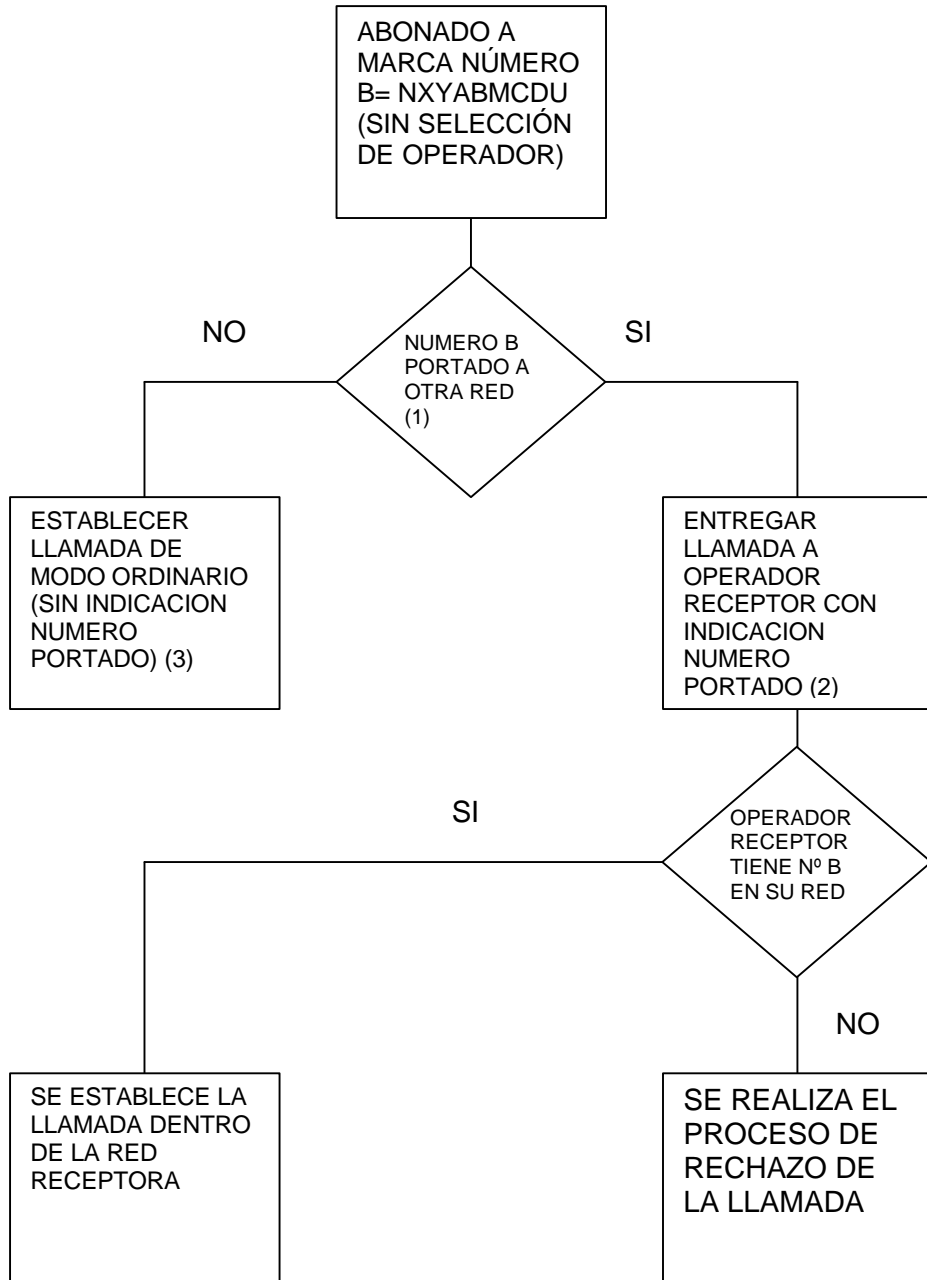 ABONADO A
MARCA NÚMERO
B= NXYABMCDU
(SIN SELECCIÓN
DE OPERADOR)
NO
NUMERO B
PORTADO A
OTRA RED
(1)
SI
ESTABLECER
LLAMADA DE
MODO ORDINARIO
(SIN INDICACION
NUMERO
PORTADO) (3)
ENTREGAR
LLAMADA A
OPERADOR
RECEPTOR CON
INDICACION
NUMERO
PORTADO (2)
SI
OPERADOR
RECEPTOR
TIENE Nº B
EN SU RED
NO
SE ESTABLECE LA
LLAMADA DENTRO
DE LA RED
RECEPTORA
SE REALIZA EL
PROCESO DE
RECHAZO DE
LA LLAMADA